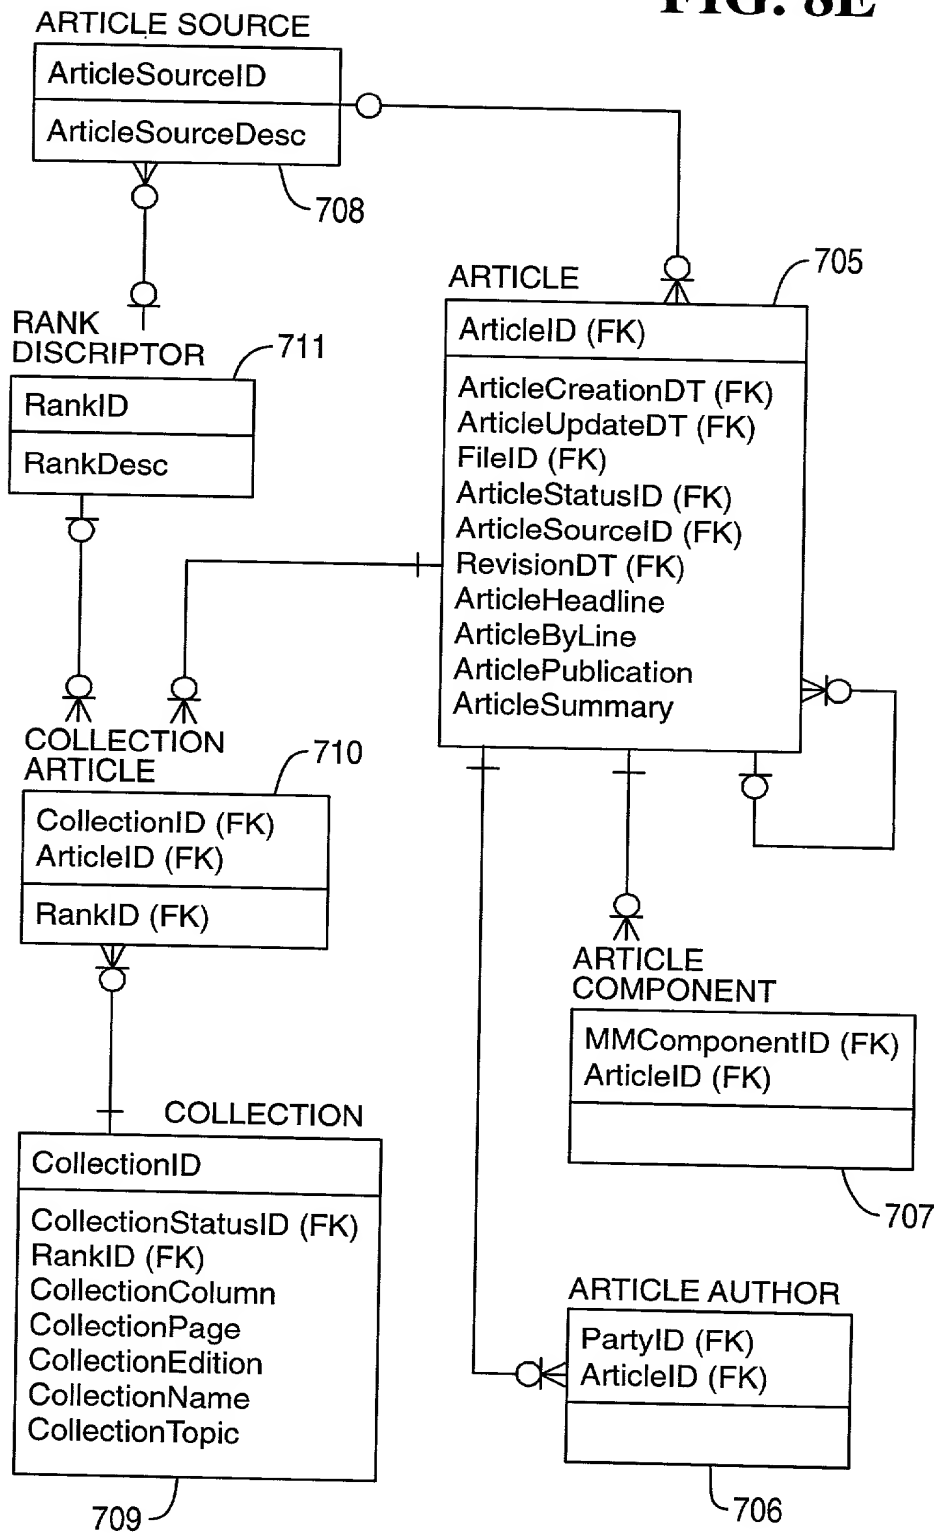 FIG. 8E
ARTICLE SOURCE
ArticleSourceID
ArticleSourceDesc
708
705
ARTICLE
ArticleID (FK)
ArticleCreationDT (FK)
ArticleUpdateDT (FK)
FileID (FK)
ArticleStatusID (FK)
ArticleSourceID (FK)
RevisionDT (FK)
ArticleHeadline
ArticleByLine
ArticlePublication
ArticleSummary
RANK
DISCRIPTOR
711
RankID
RankDesc
COLLECTION
ARTICLE
710
CollectionID (FK)
ArticleID (FK)
RankID (FK)
ARTICLE
COMPONENT
MMComponentID (FK)
ArticleID (FK)
707
COLLECTION
CollectionID
CollectionStatusID (FK)
RankID (FK)
CollectionColumn
CollectionPage
CollectionEdition
CollectionName
CollectionTopic
709
ARTICLE AUTHOR
PartyID (FK)
ArticleID (FK)
706